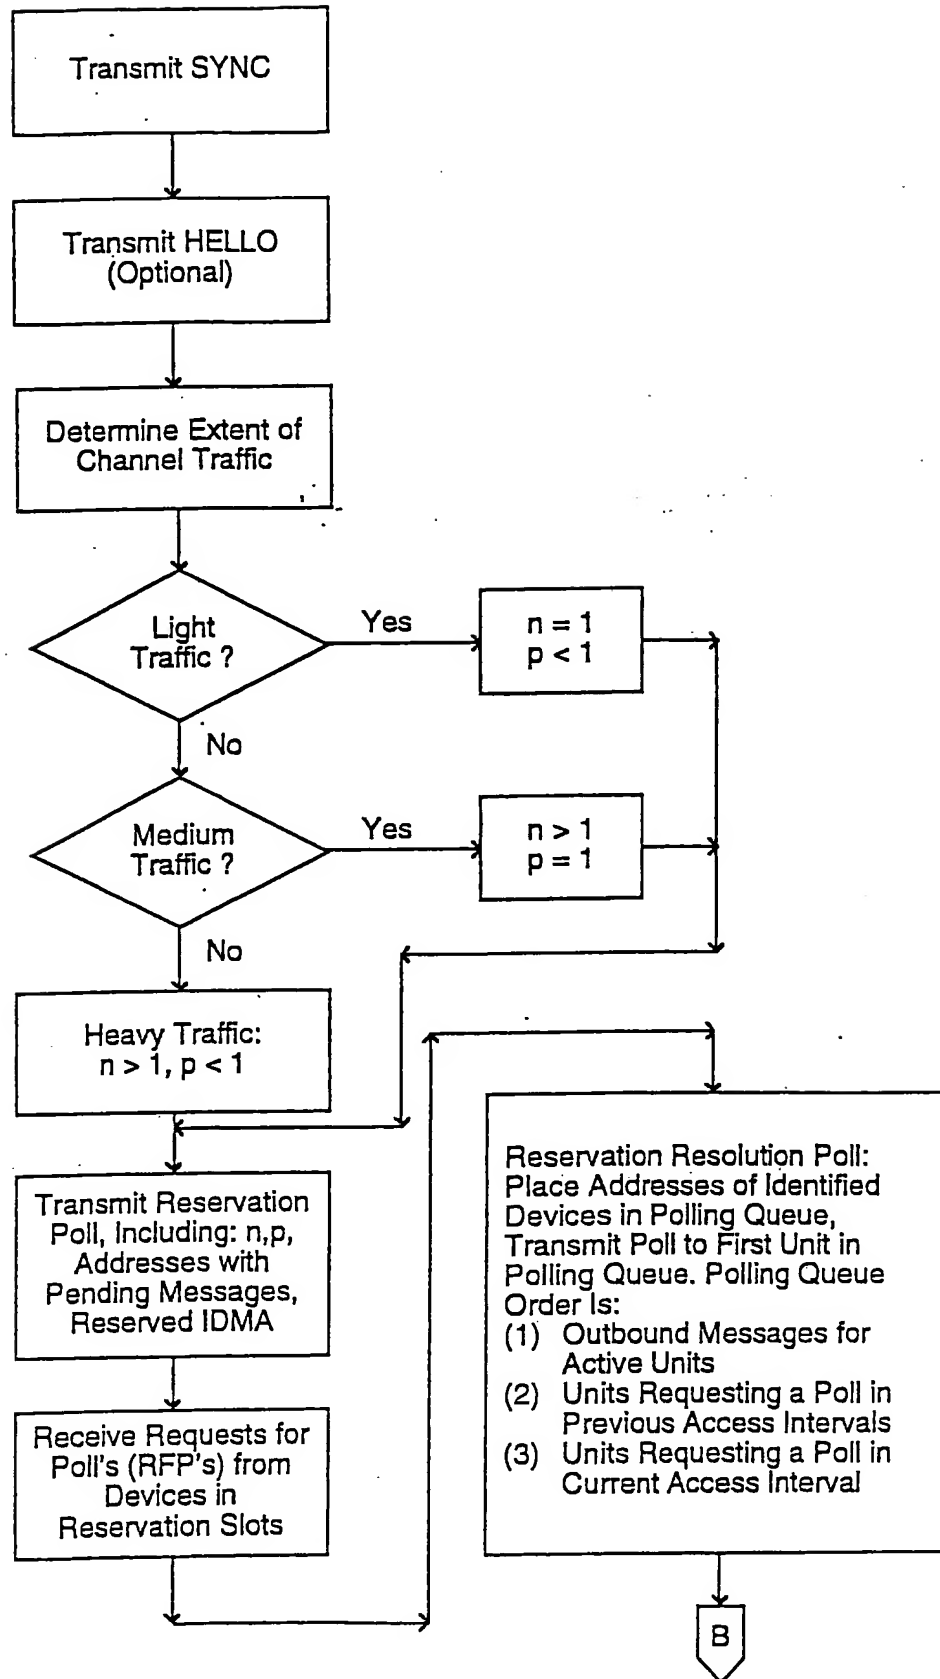 Transmit SYNC
Transmit HELLO
(Optional)
Determine Extent of
Channel Traffic
Light
Traffic ?
Yes
n = 1
p < 1
No
Medium
Traffic ?
Yes
n > 1
p = 1
No
Heavy Traffic:
n > 1, p < 1
Transmit Reservation
Poll, Including: n,p,
Addresses with
Pending Messages,
Reserved IDMA
Receive Requests for
Poll's (RFP's) from
Devices in
Reservation Slots
Reservation Resolution Poll:
Place Addresses of Identified
Devices in Polling Queue,
Transmit Poll to First Unit in
Polling Queue. Polling Queue
Order Is:
(1) Outbound Messages for
Active Units
(2) Units Requesting a Poll in
Previous Access Intervals
(3) Units Requesting a Poll in
Current Access Interval
B